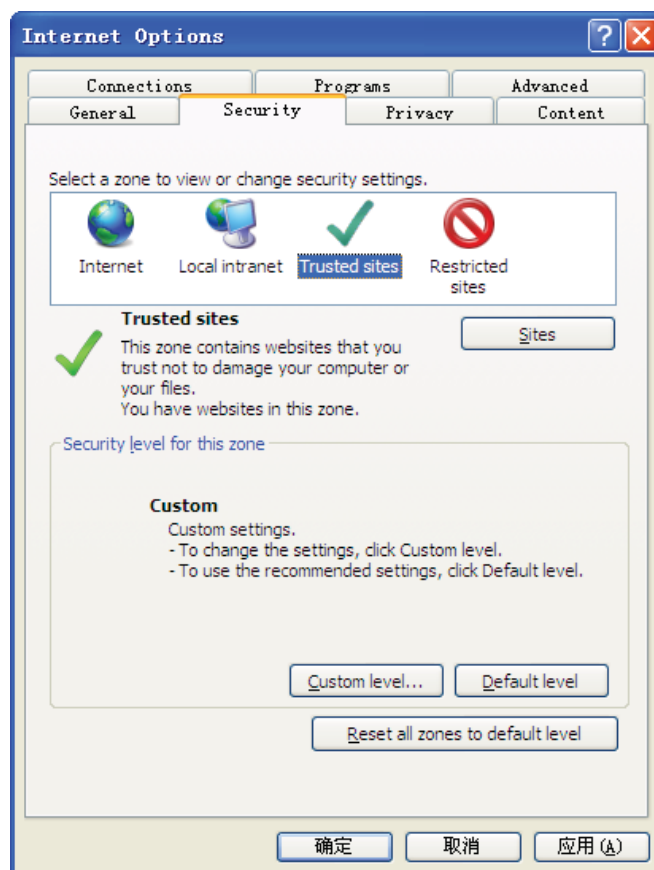 Internet Options
Connections Programs Advanced
General Security Privacy Content
Select a zone to view or change security settings.
Internet Local intranet Trusted sites Restricted
sites
Trusted sites
Sites
This zone contains websites that you
trust not to damage your computer or
your files.
You have websites in this zone.
Security level for this zone
Custom
Custom settings.
- To change the settings, click Custom level.
- To use the recommended settings, click Default level.
Custom level... Default level
Reset all zones to default level
确定 取消 应用(A)